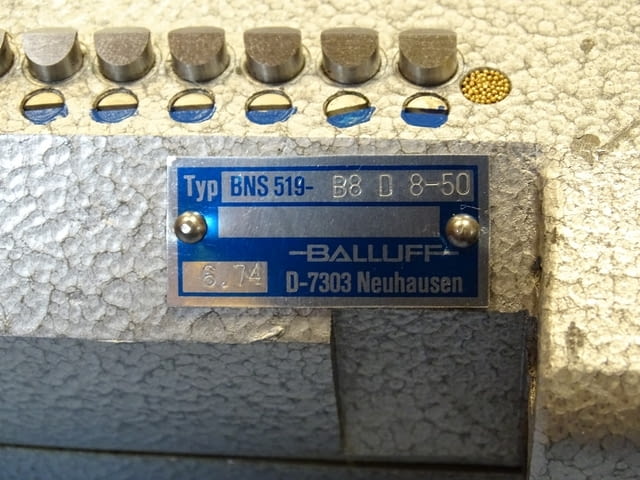 Typ BNS 519- B8 D 8-50
BALLUFF
6.74 D-7303 Neuhausen